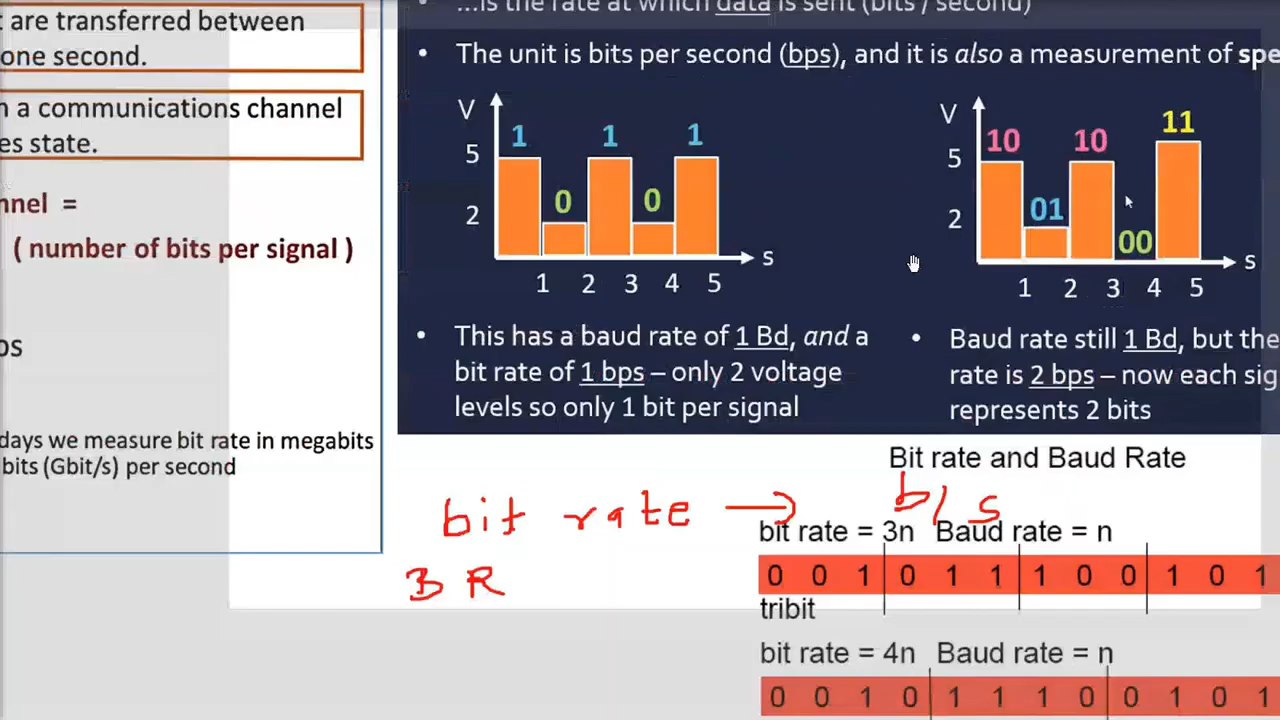 are transferred between
one second.
a communications channel
es state.
nnel =
( number of bits per signal )
days we measure bit rate in megabits
bits (Gbit/s) per second
...is the rate at which data is sent (bits / second)
• The unit is bits per second (bps), and it is also a measurement of spe
V
5
2
1 0 1 0 1
s
1 2 3 4 5
• This has a baud rate of 1 Bd, and a
bit rate of 1 bps – only 2 voltage
levels so only 1 bit per signal
V
5
2
10 01 10 00 11
s
1 2 3 4 5
• Baud rate still 1 Bd, but the
rate is 2 bps – now each sig
represents 2 bits
Bit rate and Baud Rate
bit rate → b/s
BR
bit rate = 3n Baud rate = n
0 0 1 0 1 1 1 0 0 1 0 1
tribit
bit rate = 4n Baud rate = n
0 0 1 0 1 1 1 0 0 1 0 1